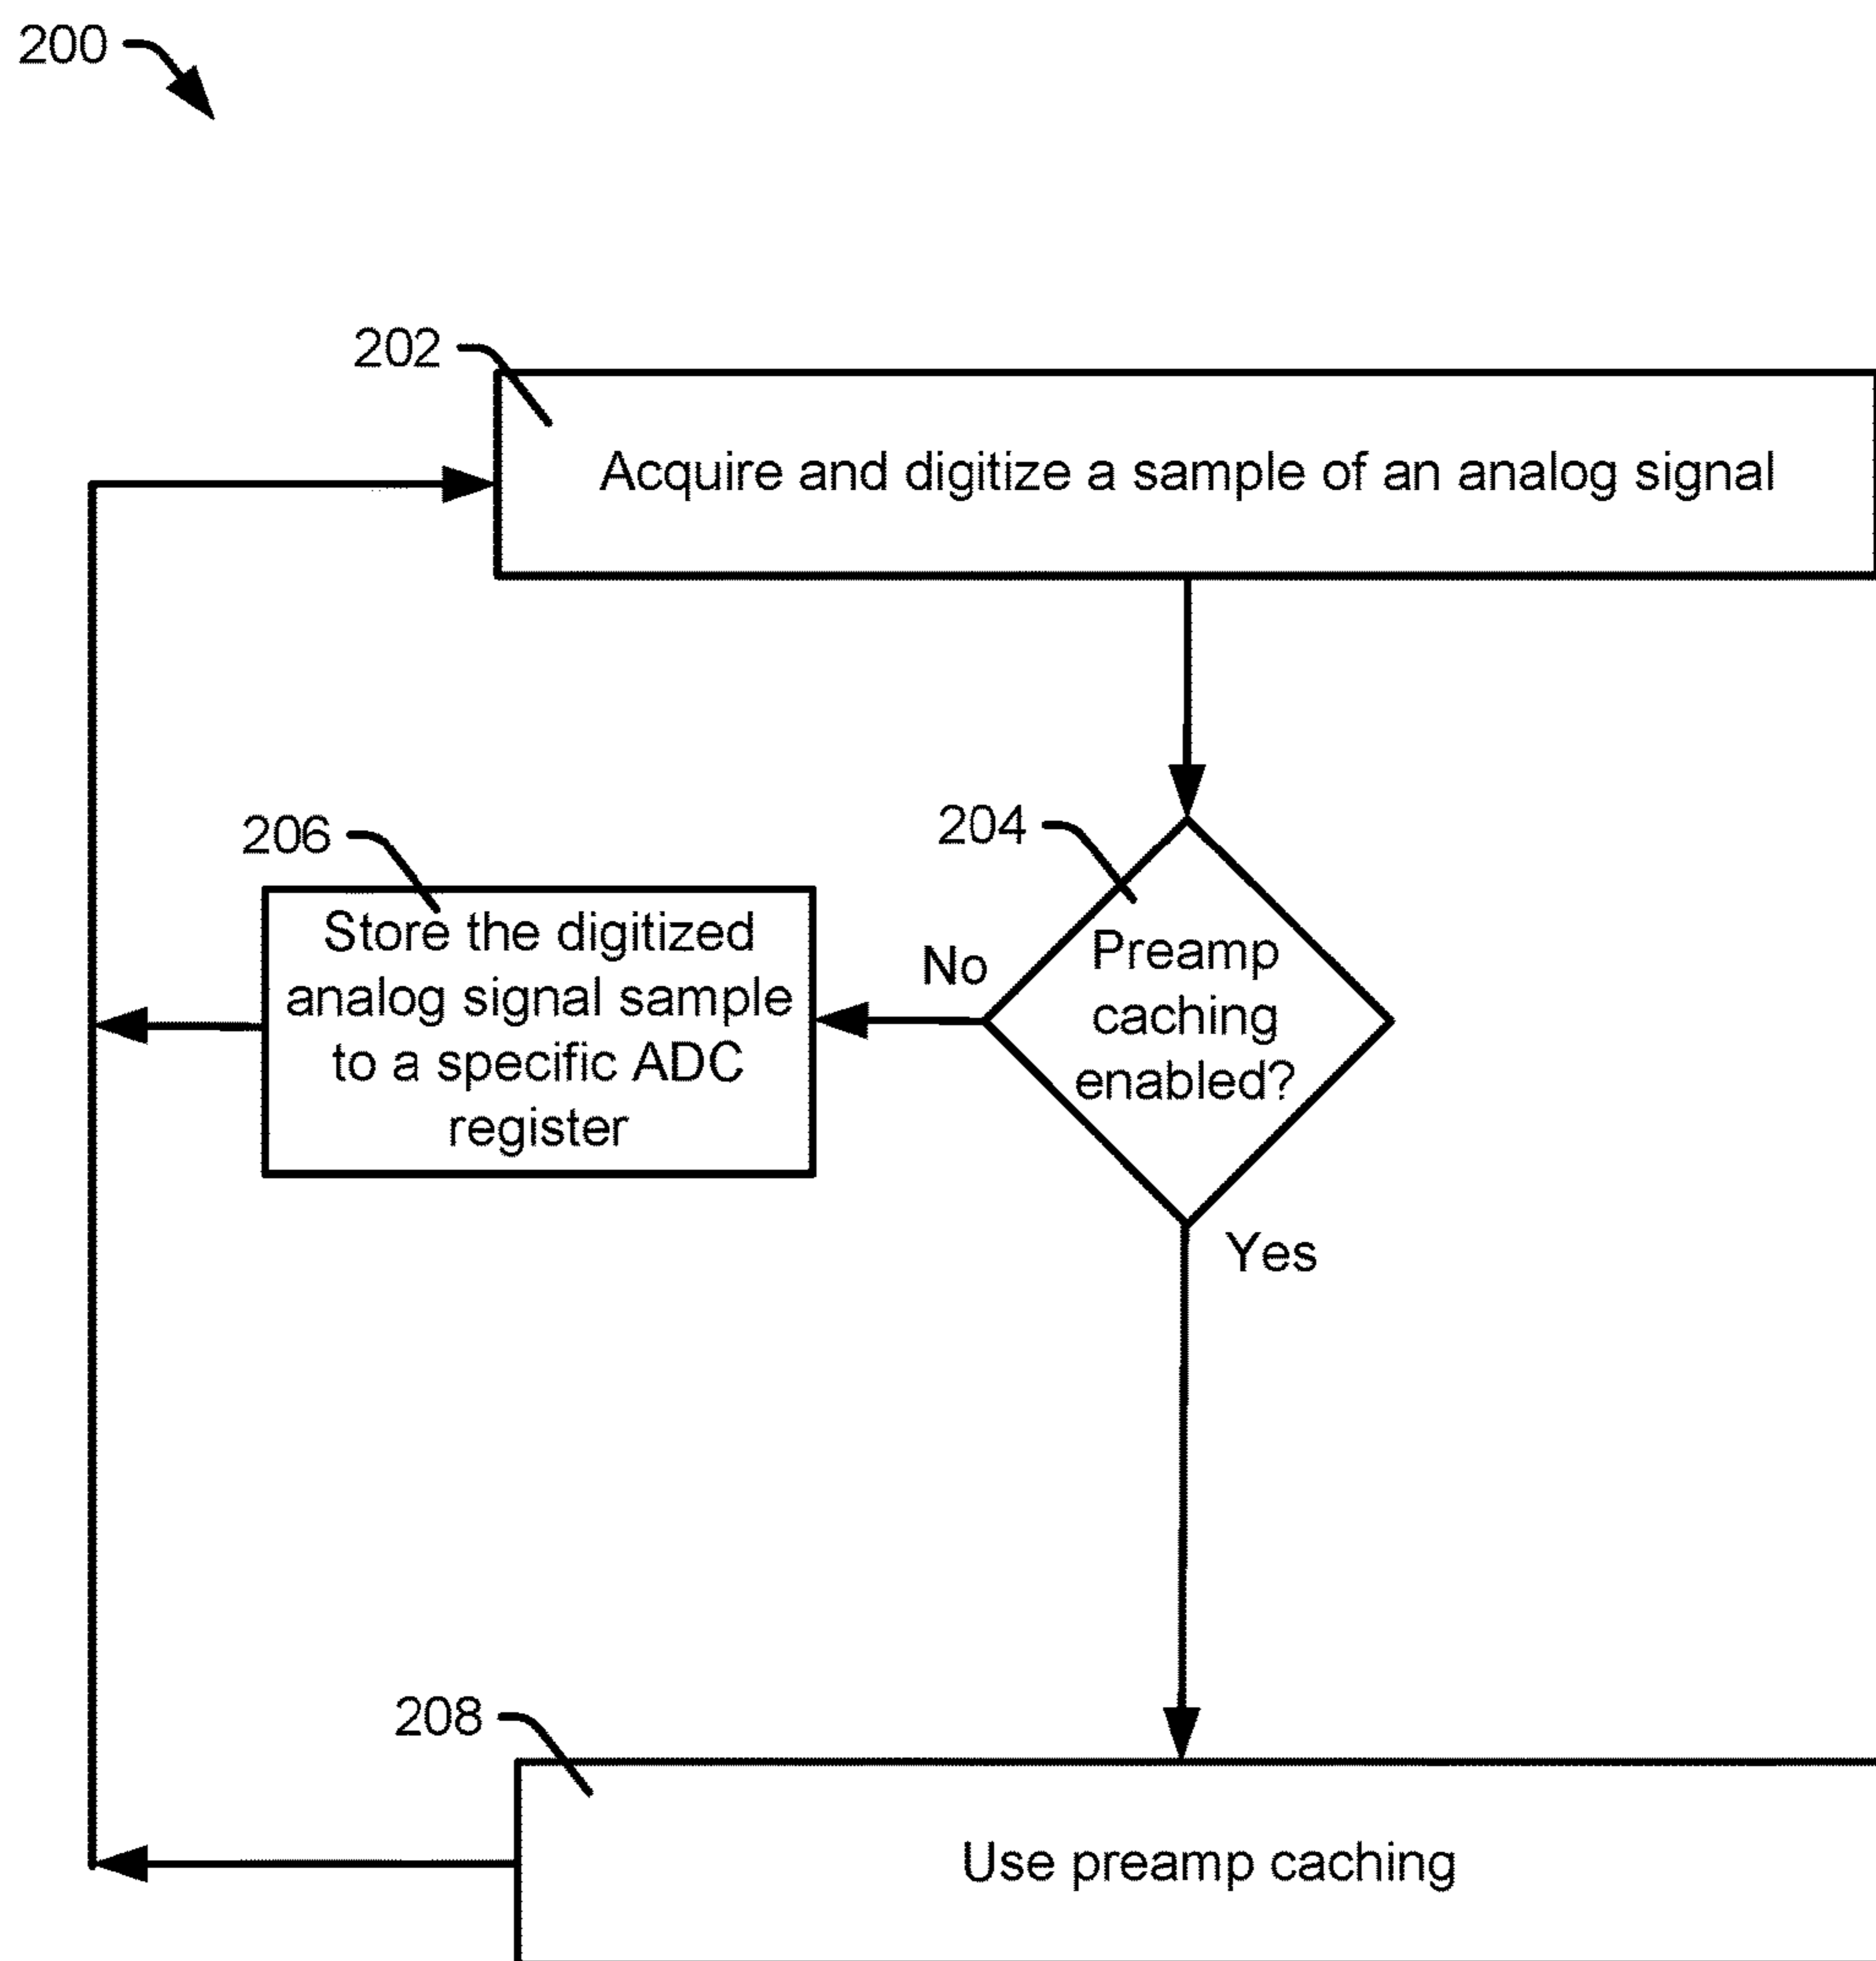 200
202
Acquire and digitize a sample of an analog signal
206
204
Store the digitized
analog signal sample
to a specific ADC
register
No
Preamp
caching
enabled?
Yes
208
Use preamp caching